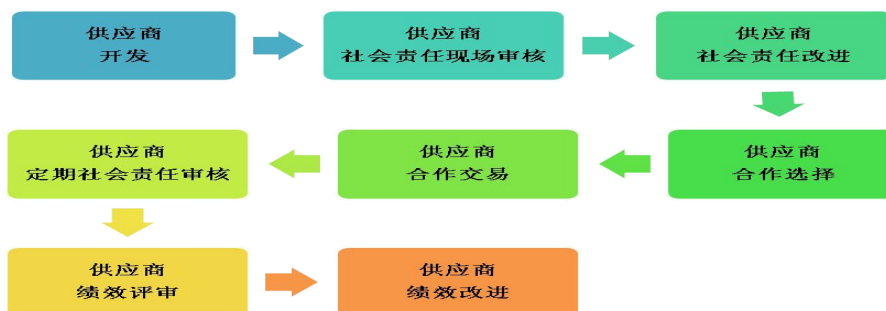 供应商
开发
供应商
社会责任现场审核
供应商
社会责任改进
供应商
合作选择
供应商
合作交易
供应商
定期社会责任审核
供应商
绩效评审
供应商
绩效改进